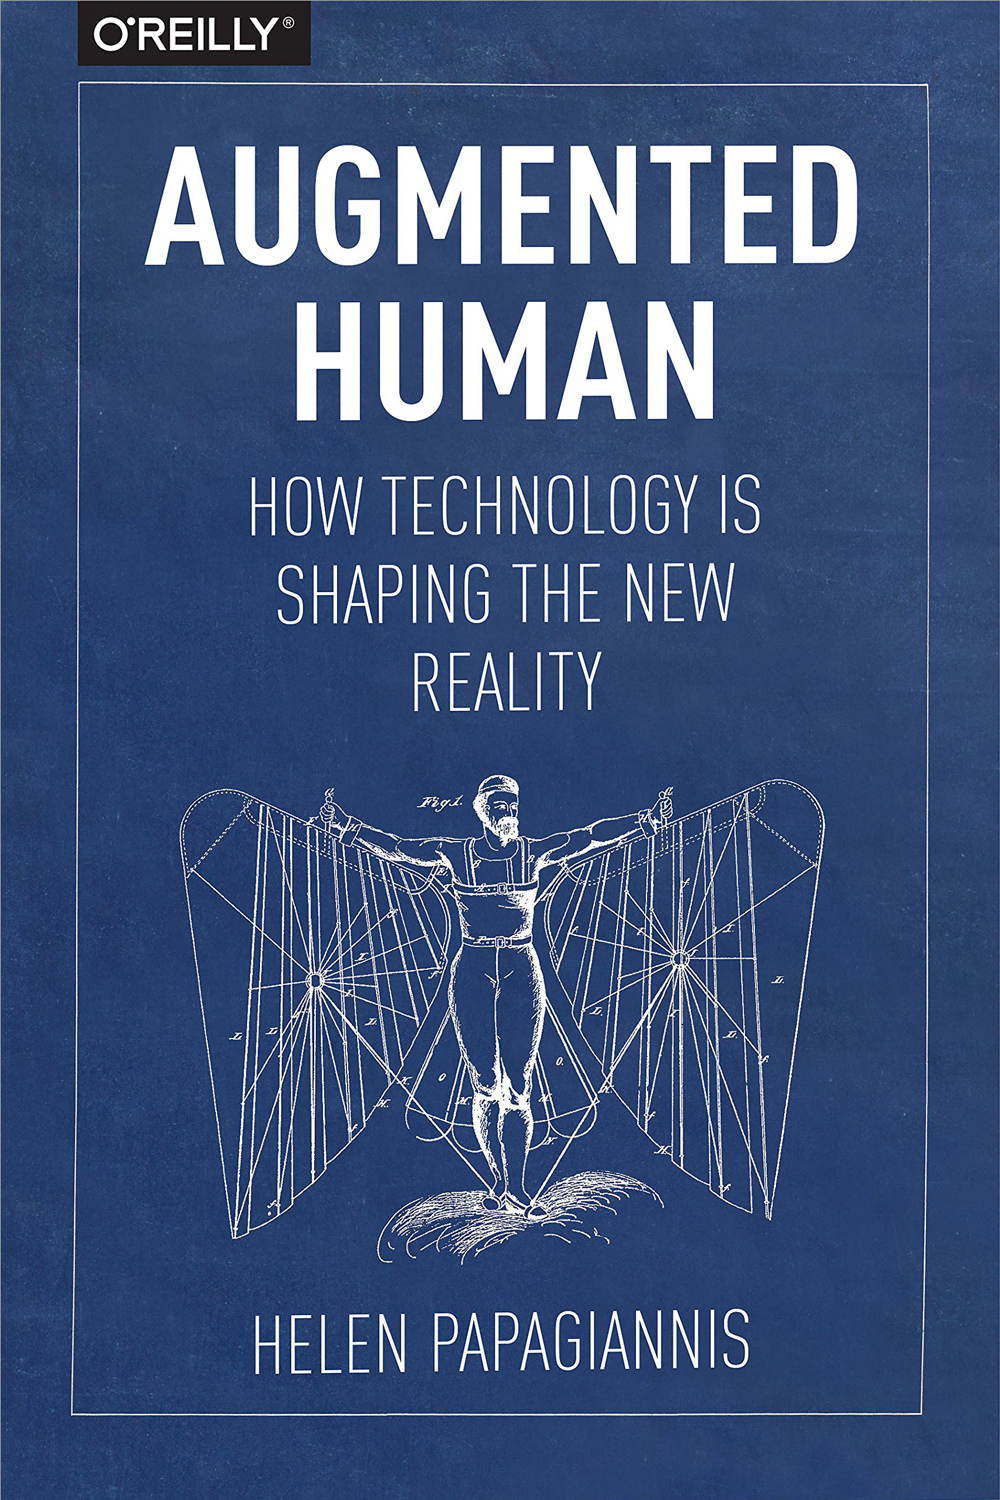 O'REILLY®
AUGMENTED
HUMAN
HOW TECHNOLOGY IS
SHAPING THE NEW
REALITY
Fig 1.
HELEN PAPAGIANNIS